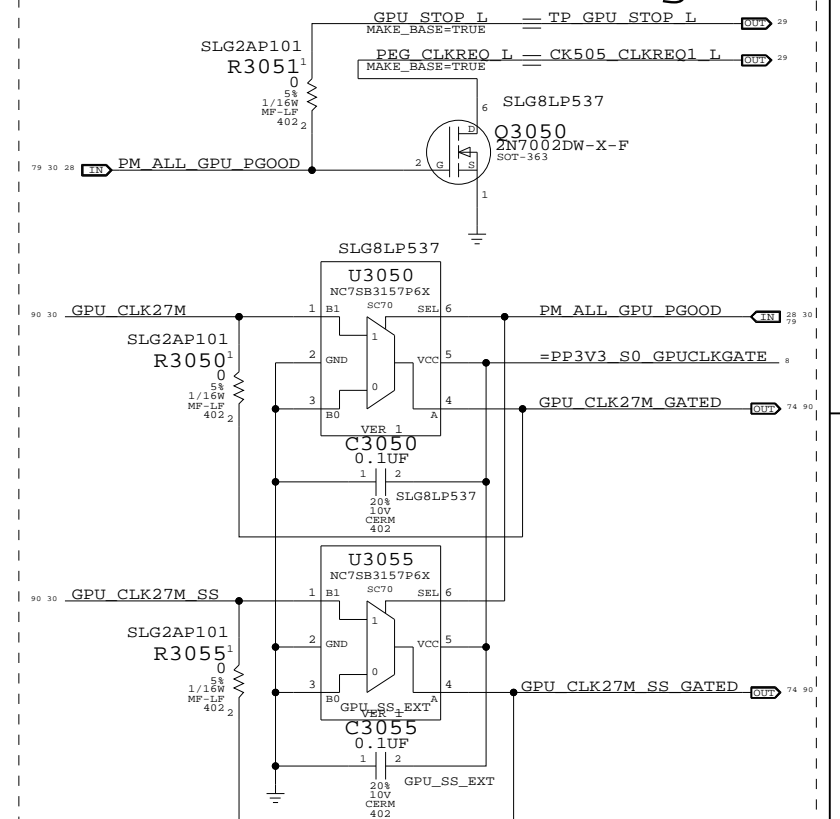 GPU_STOP_L TP_GPU_STOP_L OUT 29
MAKE_BASE=TRUE
SLG2AP101
R3051 1
0
5%
1/16W
MF-LF
402 2
PEG_CLKREQ_L CK505_CLKREQ1_L OUT 29
MAKE_BASE=TRUE
6 SLG8LP537
D Q3050
2N7002DW-X-F
SOT-363
79 30 28 IN PM_ALL_GPU_PGOOD 2 G S
1
SLG8LP537
U3050
NC7SB3157P6X
SC70
90 30 GPU_CLK27M 1 B1 SEL 6 PM_ALL_GPU_PGOOD IN 28 30
79
1
SLG2AP101
R3050 1
0
5%
1/16W
MF-LF
402 2
2 GND VCC 5 =PP3V3_S0_GPUCLKGATE 8
0
3 B0 A 4 GPU_CLK27M_GATED OUT 74 90
VER 1
C3050
0.1UF
1 2
SLG8LP537
20%
10V
CERM
402
U3055
NC7SB3157P6X
SC70
90 30 GPU_CLK27M_SS 1 B1 SEL 6
1
SLG2AP101
R3055 1
0
5%
1/16W
MF-LF
402 2
2 GND VCC 5
0
3 B0 A 4 GPU_CLK27M_SS_GATED OUT 74 90
GPU_SS_EXT
VER 1
C3055
0.1UF
1 2
GPU_SS_EXT
20%
10V
CERM
402